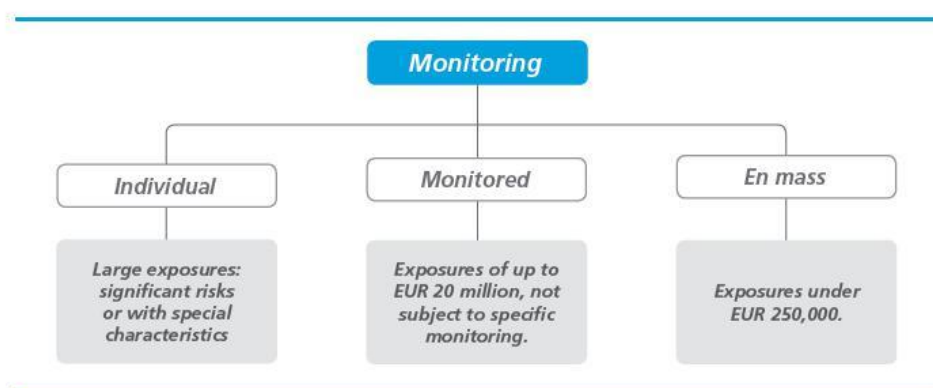 Monitoring
Individual
Monitored
En mass
Large exposures:
significant risks
or with special
characteristics
Exposures of up to
EUR 20 million, not
subject to specific
monitoring.
Exposures under
EUR 250,000.